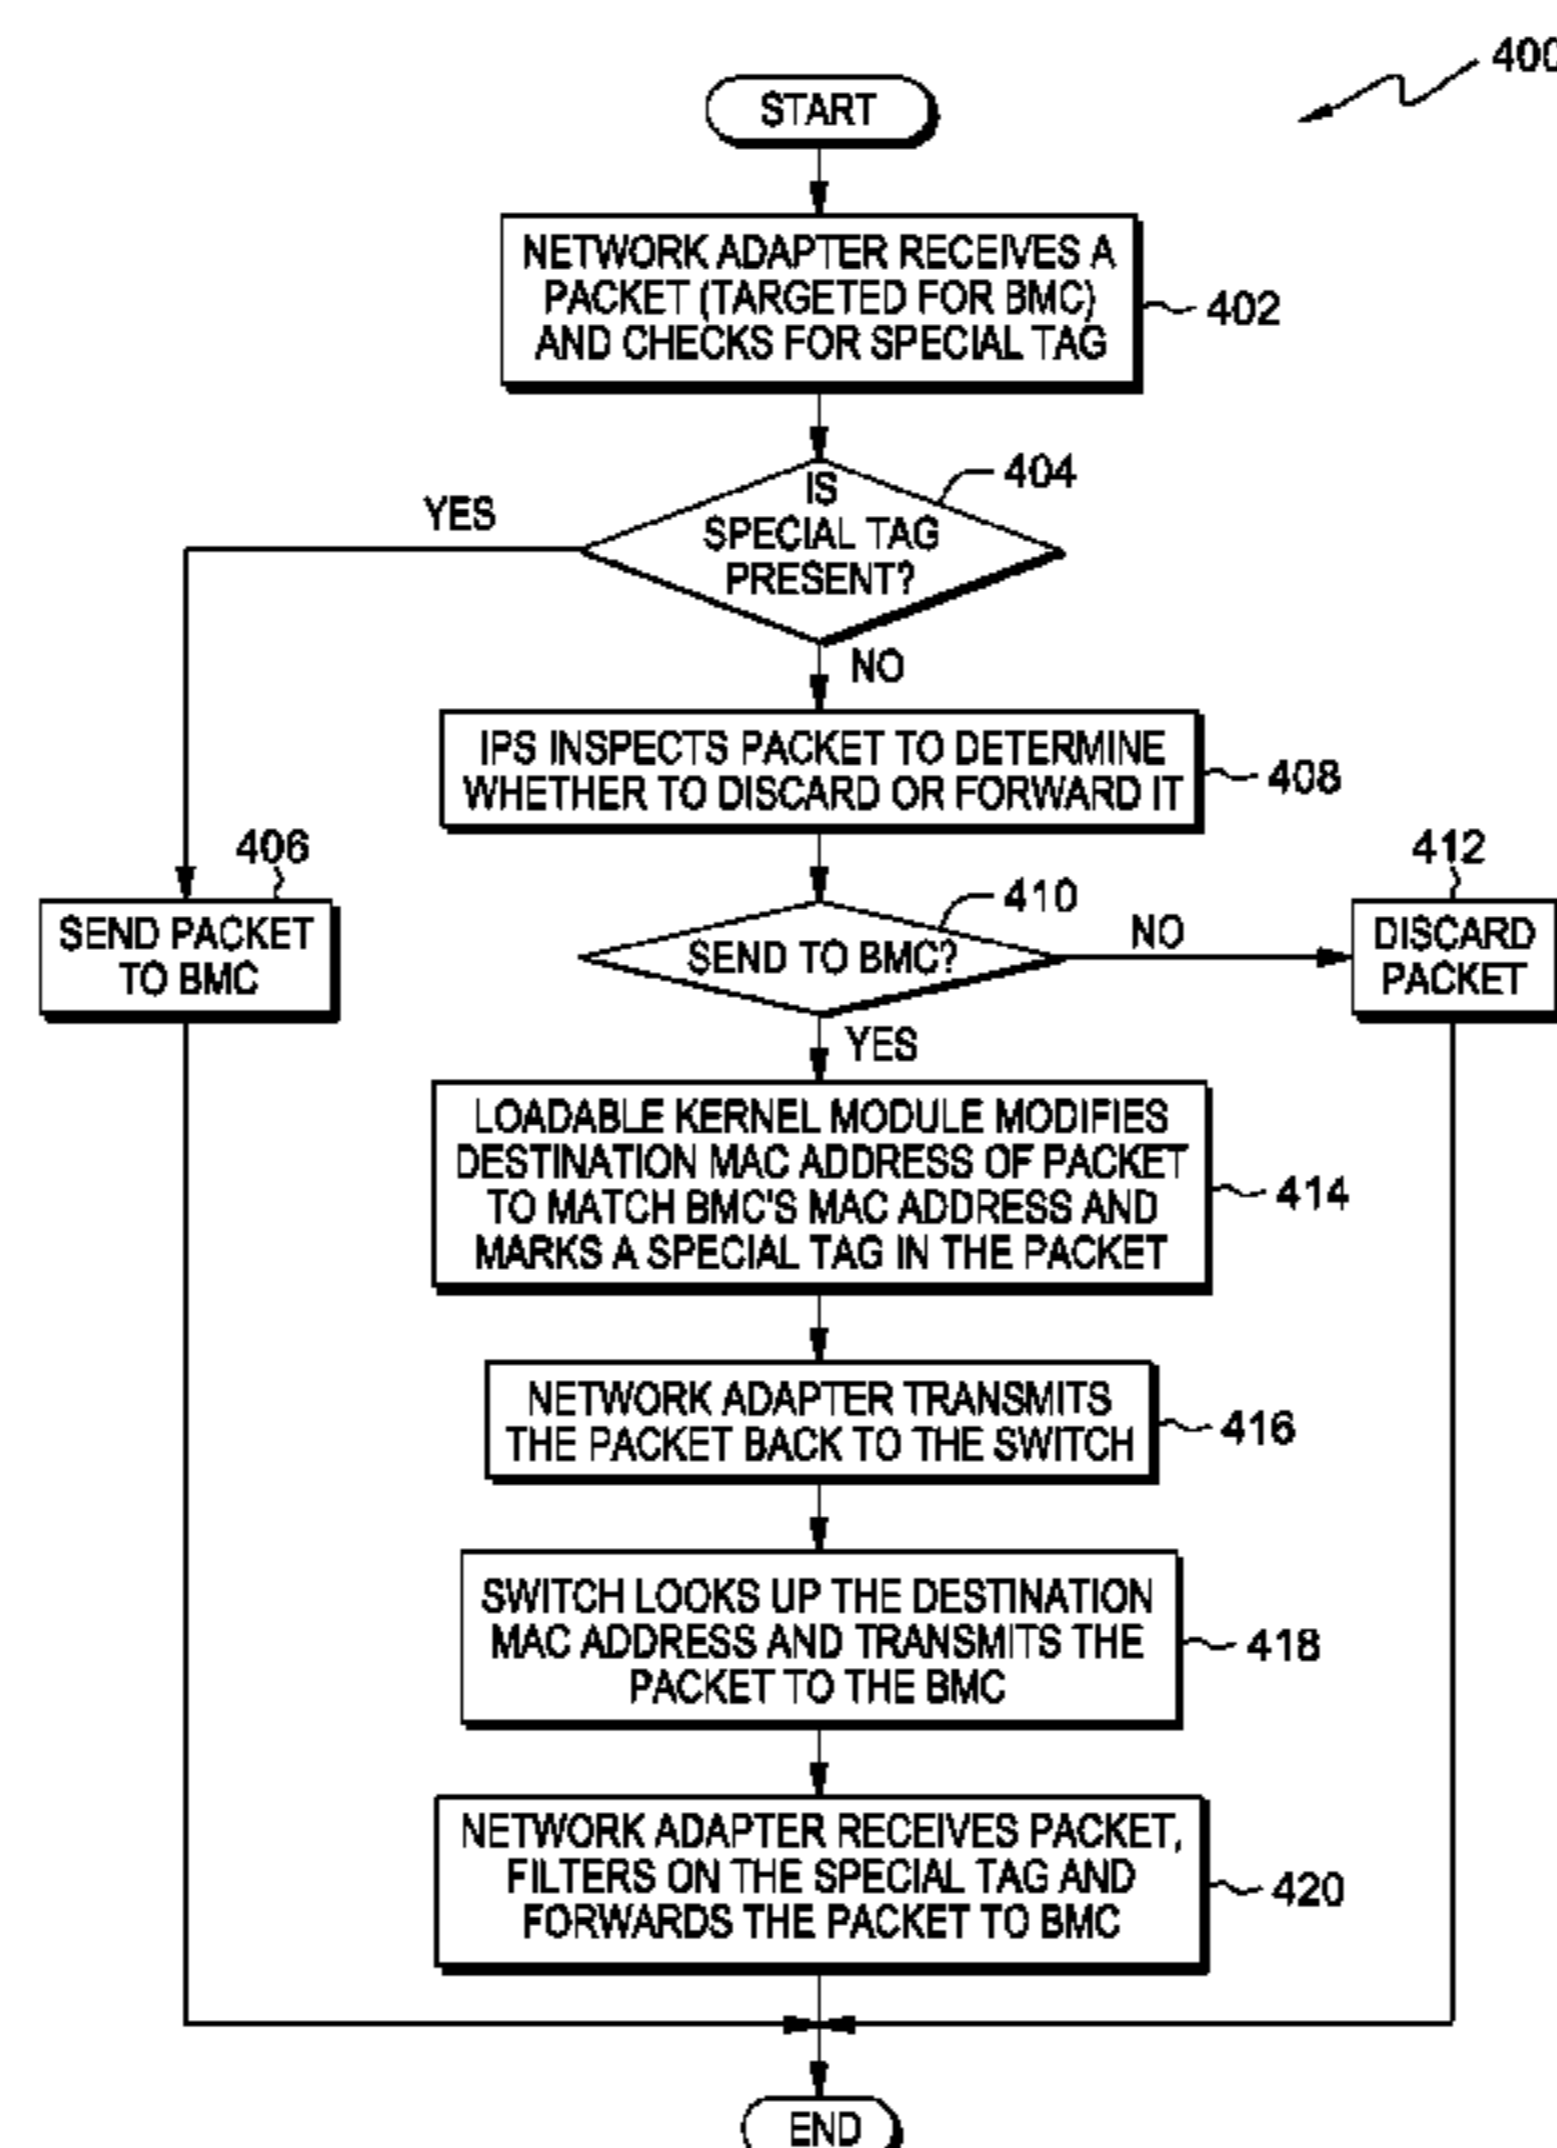 400
START
NETWORK ADAPTER RECEIVES A
PACKET (TARGETED FOR BMC)
AND CHECKS FOR SPECIAL TAG
402
IS
SPECIAL TAG
PRESENT?
404
YES
NO
IPS INSPECTS PACKET TO DETERMINE
WHETHER TO DISCARD OR FORWARD IT
408
406
SEND PACKET
TO BMC
SEND TO BMC?
410
NO
412
DISCARD
PACKET
YES
LOADABLE KERNEL MODULE MODIFIES
DESTINATION MAC ADDRESS OF PACKET
TO MATCH BMC'S MAC ADDRESS AND
MARKS A SPECIAL TAG IN THE PACKET
414
NETWORK ADAPTER TRANSMITS
THE PACKET BACK TO THE SWITCH
416
SWITCH LOOKS UP THE DESTINATION
MAC ADDRESS AND TRANSMITS THE
PACKET TO THE BMC
418
NETWORK ADAPTER RECEIVES PACKET,
FILTERS ON THE SPECIAL TAG AND
FORWARDS THE PACKET TO BMC
420
END